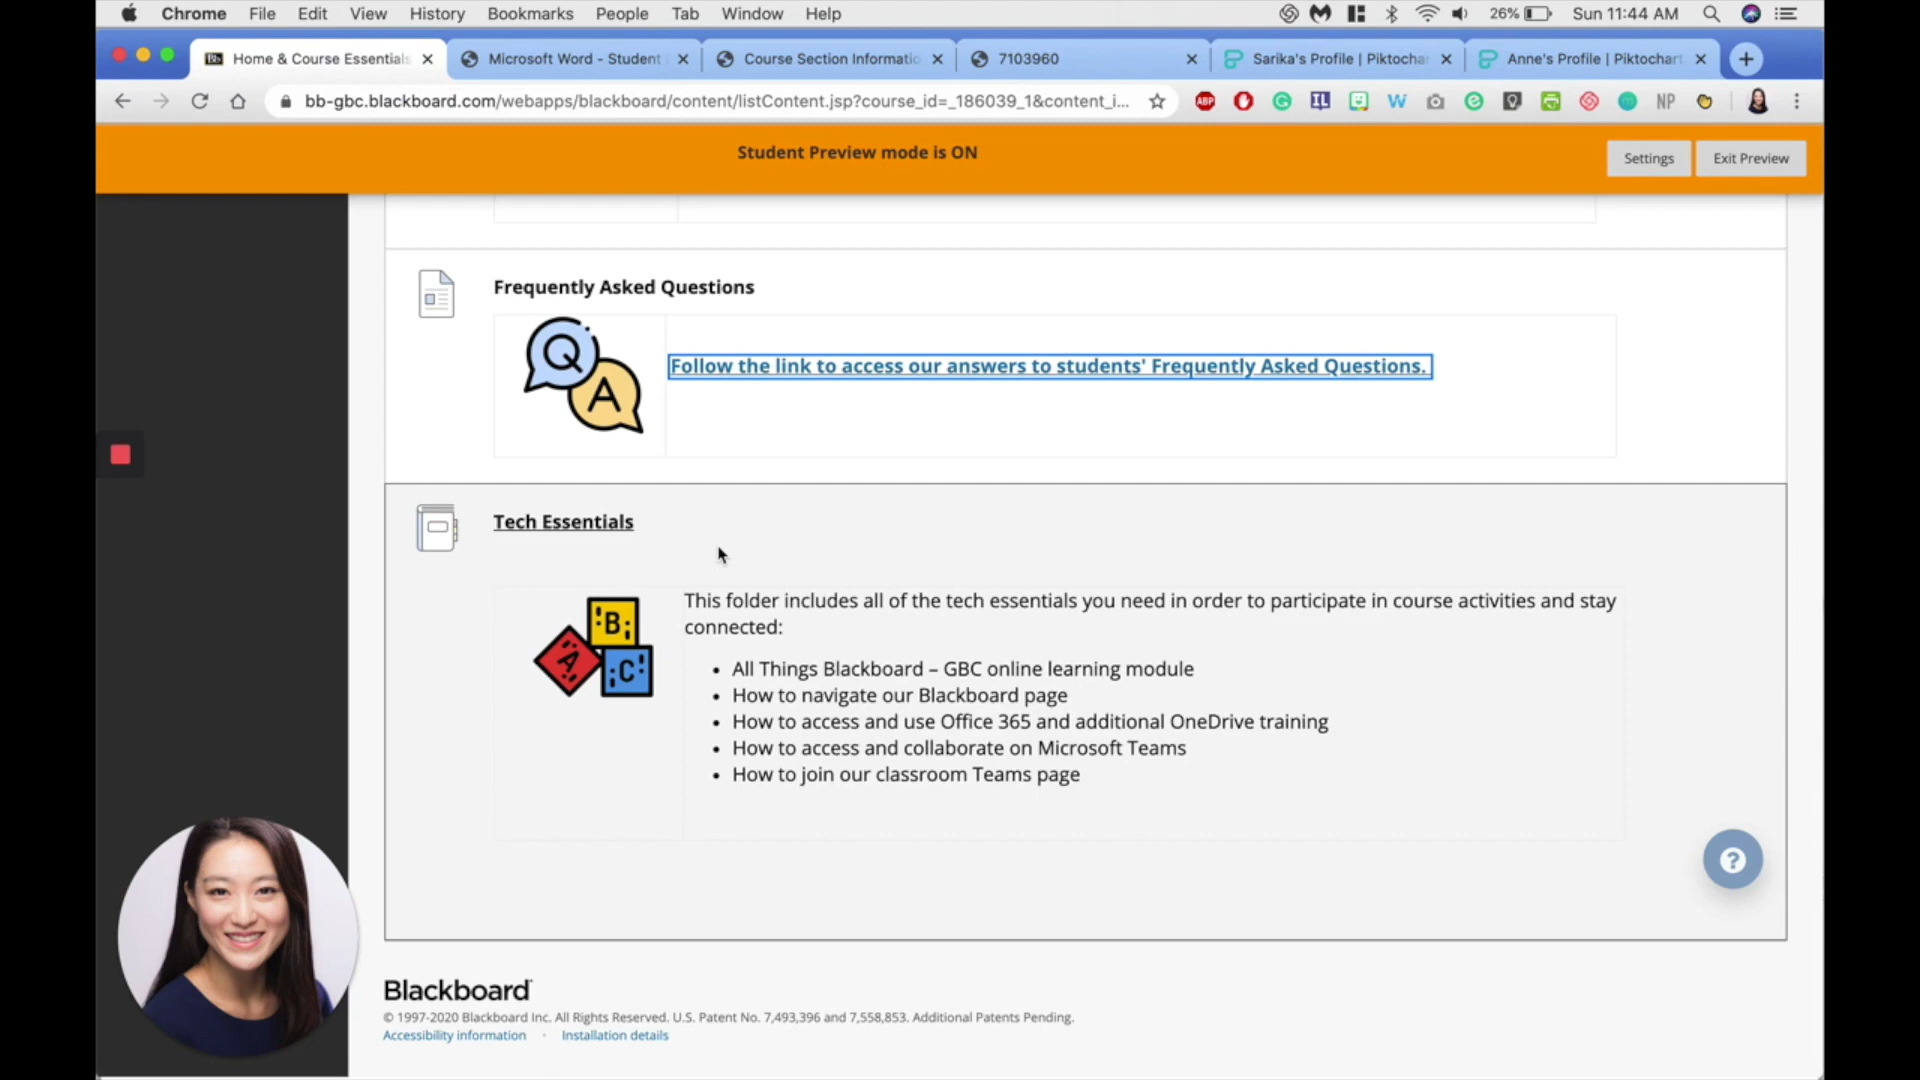 Chrome File Edit View History Bookmarks People Tab Window Help 26% Sun 11:44 AM
Bb Home & Course Essentials Microsoft Word - Student Course Section Informatio 7103960 Sarika's Profile | Piktocha Anne's Profile | Piktochart
bb-gbc.blackboard.com/webapps/blackboard/content/listContent.jsp?course_id=_186039_1&content_i... ABP IL W NP
Student Preview mode is ON
Settings Exit Preview
Frequently Asked Questions
Q
A
Follow the link to access our answers to students' Frequently Asked Questions.
Tech Essentials
B
A
C
This folder includes all of the tech essentials you need in order to participate in course activities and stay
connected:
• All Things Blackboard – GBC online learning module
• How to navigate our Blackboard page
• How to access and use Office 365 and additional OneDrive training
• How to access and collaborate on Microsoft Teams
• How to join our classroom Teams page
?
Blackboard
© 1997-2020 Blackboard Inc. All Rights Reserved. U.S. Patent No. 7,493,396 and 7,558,853. Additional Patents Pending.
Accessibility information · Installation details